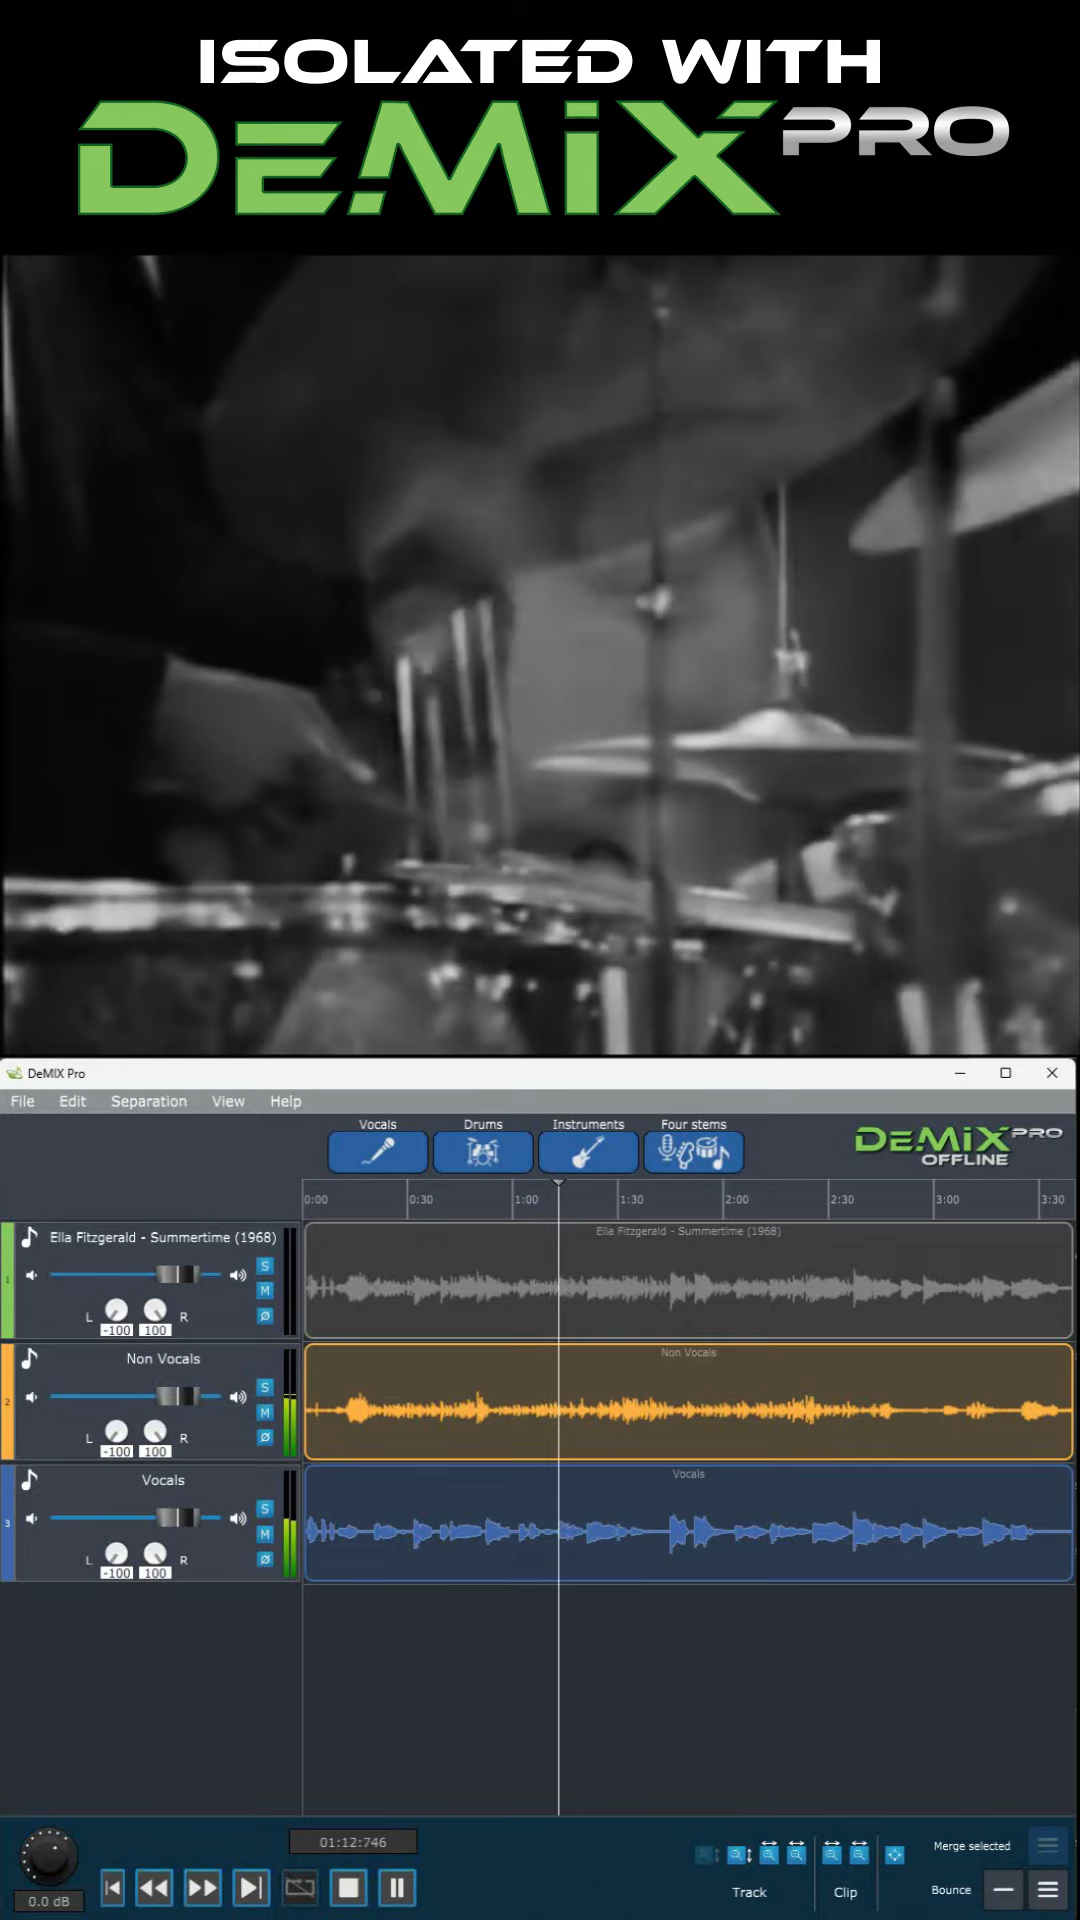 ISOLATED WITH
DEMIX PRO
DeMIX Pro
File Edit Separation View Help
Vocals Drums Instruments Four stems
DEMIX PRO
OFFLINE
0:00 0:30 1:00 1:30 2:00 2:30 3:00 3:30
1
Ella Fitzgerald - Summertime (1968)
Ella Fitzgerald - Summertime (1968)
S
M
Ø
L R
-100 100
2
Non Vocals
Non Vocals
S
M
Ø
L R
-100 100
3
Vocals
Vocals
S
M
Ø
L R
-100 100
01:12:746
0.0 dB
Track
Clip
Merge selected
Bounce